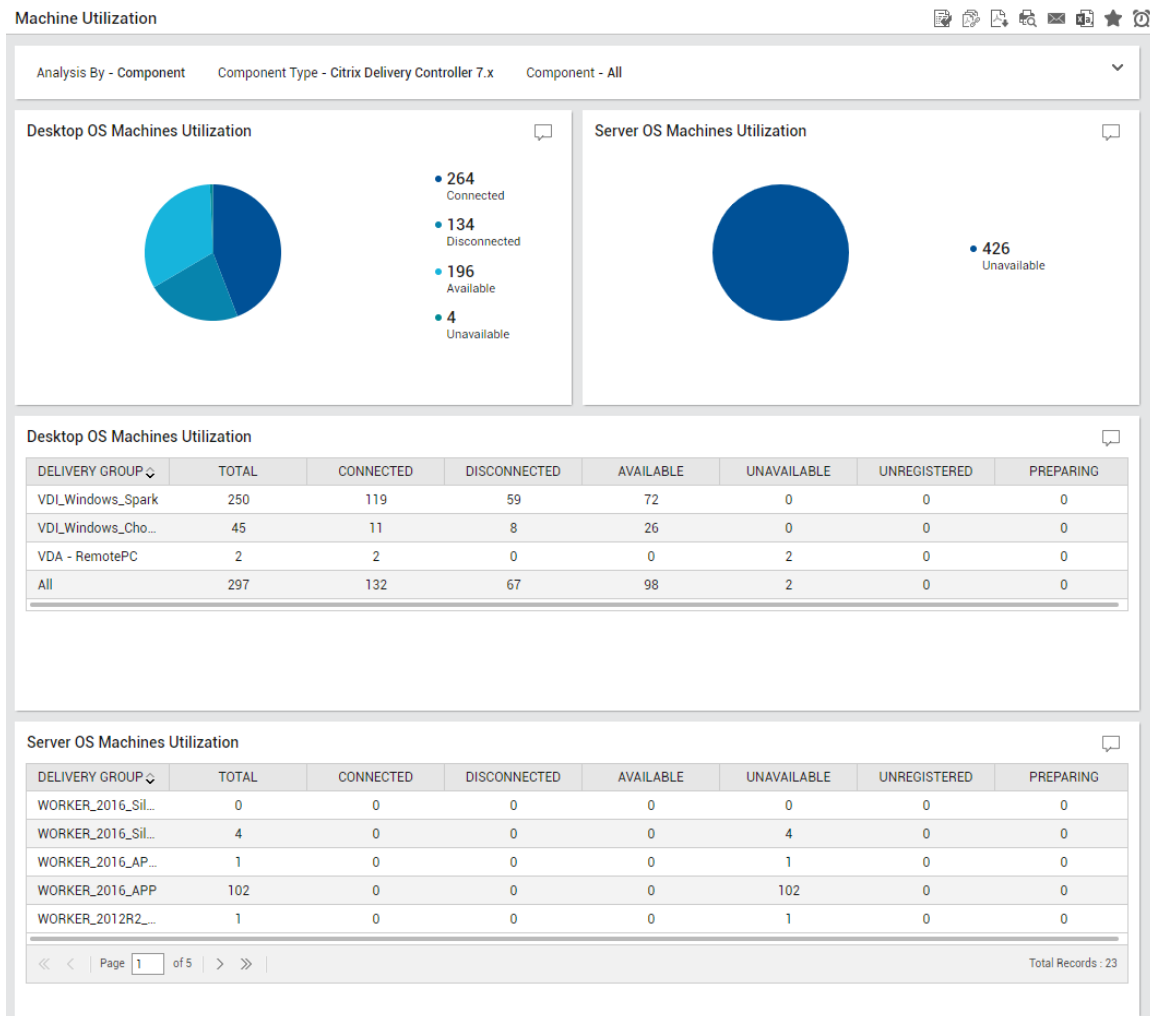 Machine Utilization
Analysis By - Component Component Type - Citrix Delivery Controller 7.x Component - All
Desktop OS Machines Utilization
264
Connected
134
Disconnected
196
Available
4
Unavailable
Server OS Machines Utilization
426
Unavailable
Desktop OS Machines Utilization
DELIVERY GROUP TOTAL CONNECTED DISCONNECTED AVAILABLE UNAVAILABLE UNREGISTERED PREPARING
VDI_Windows_Spark 250 119 59 72 0 0 0
VDI_Windows_Cho... 45 11 8 26 0 0 0
VDA - RemotePC 2 2 0 0 2 0 0
All 297 132 67 98 2 0 0
Server OS Machines Utilization
DELIVERY GROUP TOTAL CONNECTED DISCONNECTED AVAILABLE UNAVAILABLE UNREGISTERED PREPARING
WORKER_2016_Sil... 0 0 0 0 0 0 0
WORKER_2016_Sil... 4 0 0 0 4 0 0
WORKER_2016_AP... 1 0 0 0 1 0 0
WORKER_2016_APP 102 0 0 0 102 0 0
WORKER_2012R2_... 1 0 0 0 1 0 0
Page 1 of 5 Total Records : 23